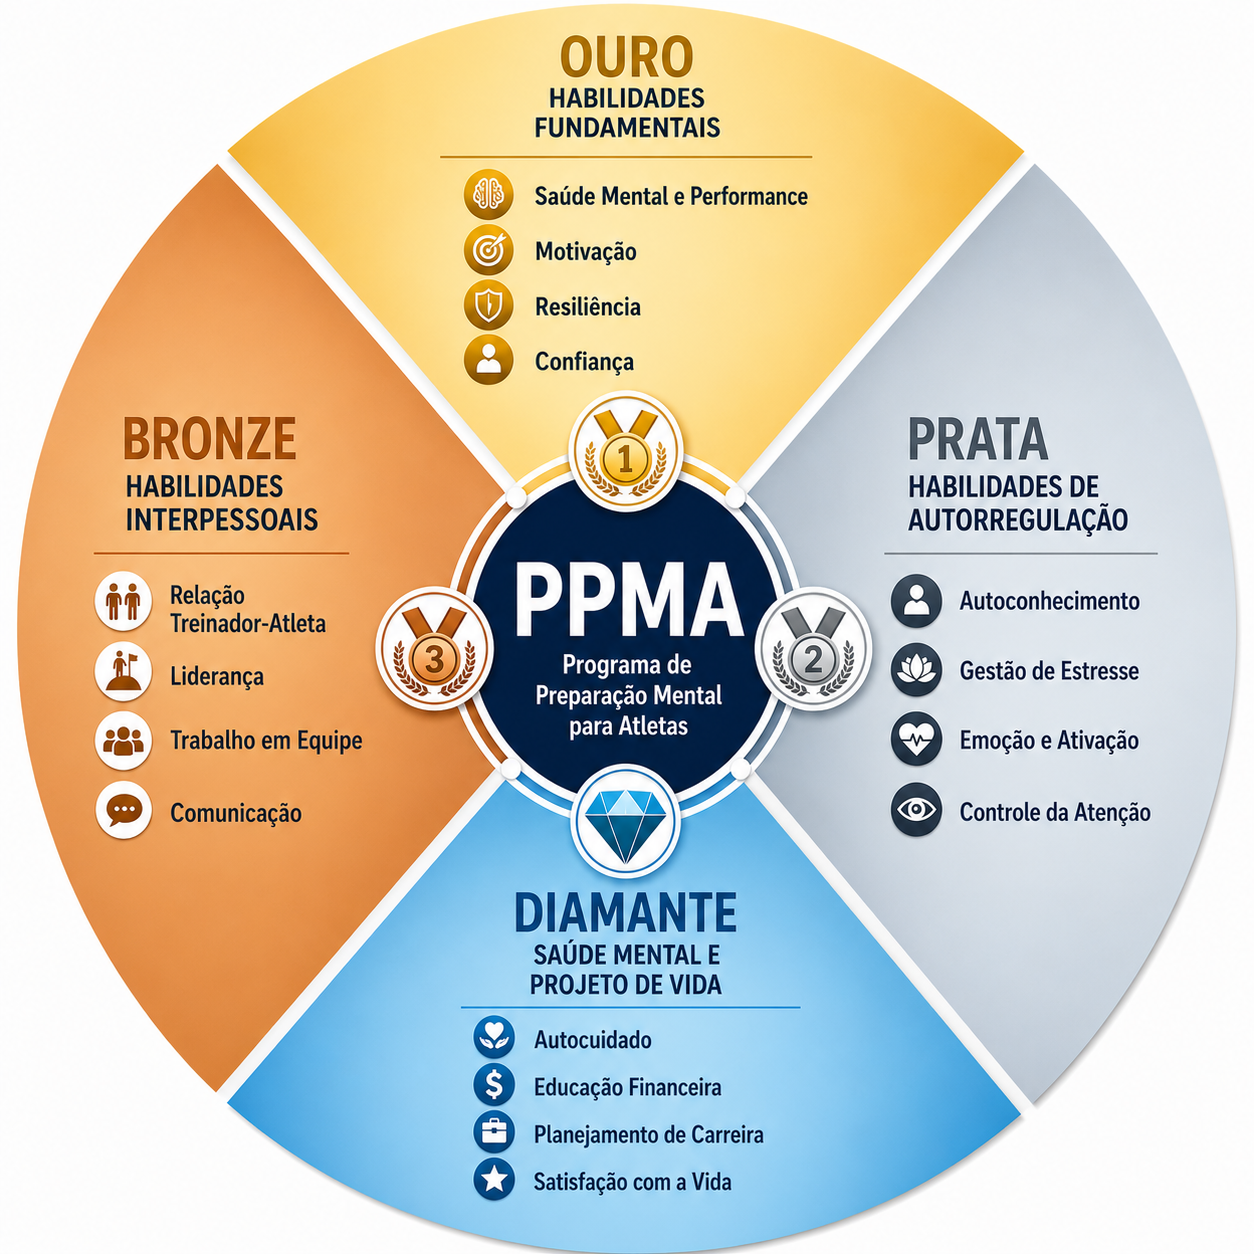 OURO
HABILIDADES
FUNDAMENTAIS
Saúde Mental e Performance
Motivação
Resiliência
Confiança
1
BRONZE
HABILIDADES
INTERPESSOAIS
Relação
Treinador-Atleta
Liderança
Trabalho em Equipe
Comunicação
3
PPMA
Programa de
Preparação Mental
para Atletas
2
PRATA
HABILIDADES DE
AUTORREGULAÇÃO
Autoconhecimento
Gestão de Estresse
Emoção e Ativação
Controle da Atenção
DIAMANTE
SAÚDE MENTAL E
PROJETO DE VIDA
Autocuidado
$
Educação Financeira
Planejamento de Carreira
Satisfação com a Vida